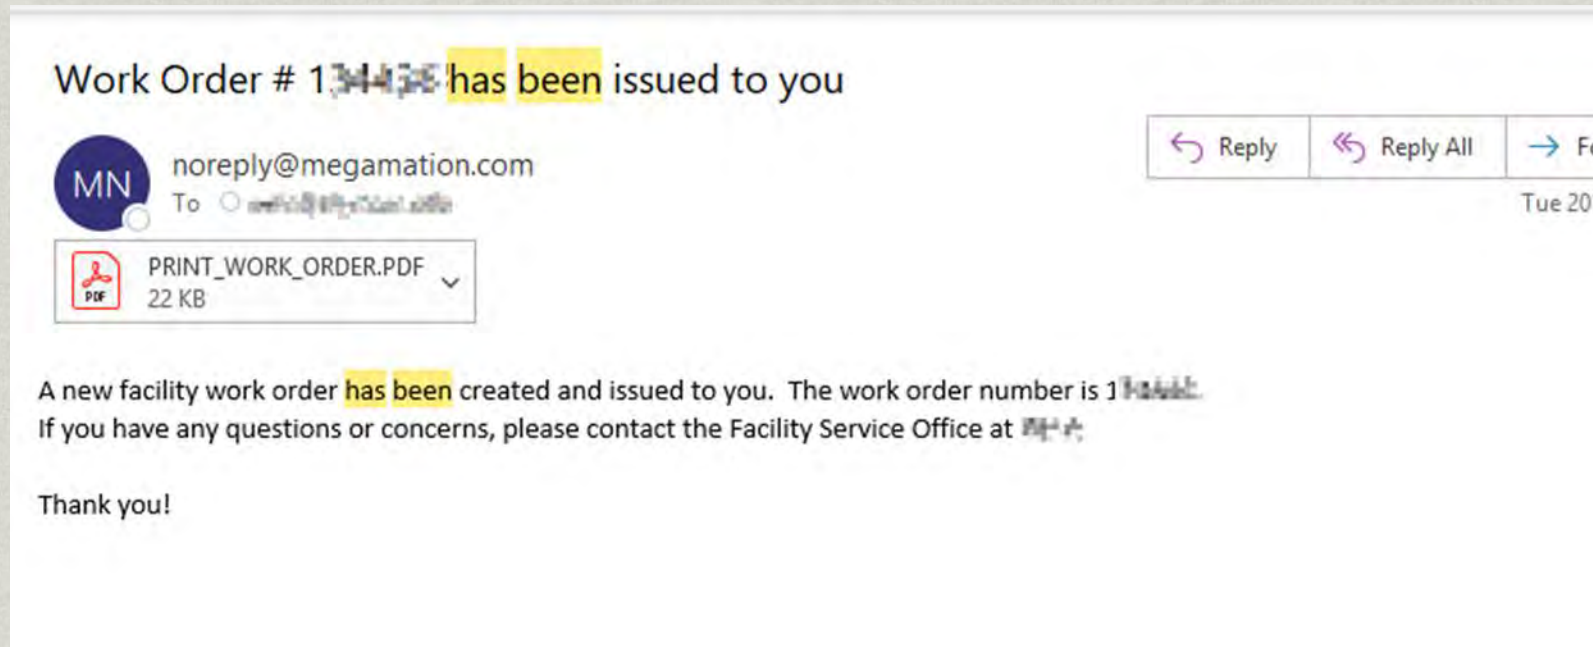 Work Order # has been issued to you
MN
noreply@megamation.com
To
Reply
Reply All
Tue 20
PDF
PRINT_WORK_ORDER.PDF
22 KB
A new facility work order has been created and issued to you. The work order number is
If you have any questions or concerns, please contact the Facility Service Office at
Thank you!